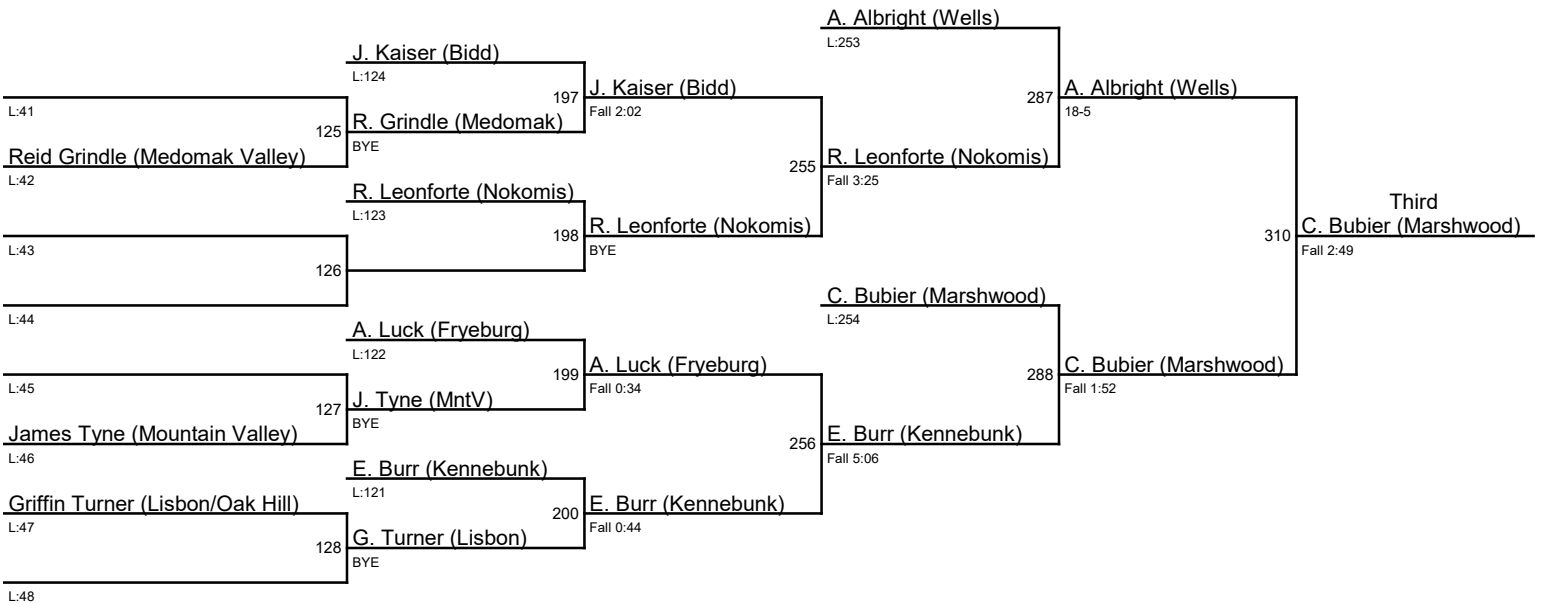 A. Albright (Wells)
L:253
J. Kaiser (Bidd)
L:124
197 J. Kaiser (Bidd)
Fall 2:02
287 A. Albright (Wells)
18-5
L:41
125 R. Grindle (Medomak)
BYE
Reid Grindle (Medomak Valley)
L:42
255 R. Leonforte (Nokomis)
Fall 3:25
R. Leonforte (Nokomis)
L:123
198 R. Leonforte (Nokomis)
BYE
Third
310 C. Bubier (Marshwood)
Fall 2:49
L:43
126
L:44
C. Bubier (Marshwood)
L:254
A. Luck (Fryeburg)
L:122
199 A. Luck (Fryeburg)
Fall 0:34
288 C. Bubier (Marshwood)
Fall 1:52
L:45
127 J. Tyne (MntV)
BYE
James Tyne (Mountain Valley)
L:46
256 E. Burr (Kennebunk)
Fall 5:06
E. Burr (Kennebunk)
L:121
Griffin Turner (Lisbon/Oak Hill)
L:47
200 E. Burr (Kennebunk)
Fall 0:44
128 G. Turner (Lisbon)
BYE
L:48